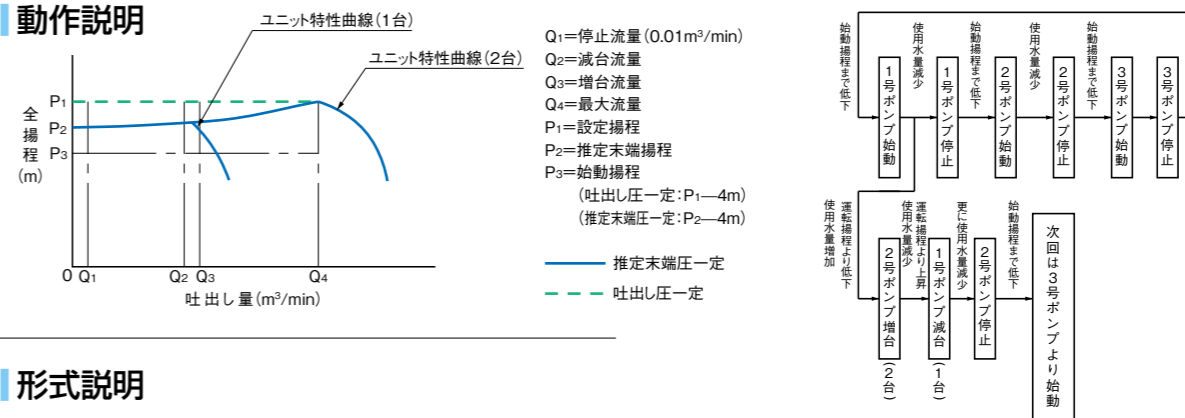 動作説明
ユニット特性曲線(1台)
ユニット特性曲線(2台)
全揚程(m)
P1
P2
P3
0
Q1
Q2
Q3
Q4
吐出し量(m³/min)
Q1=停止流量(0.01m³/min)
Q2=減台流量
Q3=増台流量
Q4=最大流量
P1=設定揚程
P2=推定末端揚程
P3=始動揚程
(吐出し圧一定:P1—4m)
(推定末端圧一定:P2—4m)
推定末端圧一定
吐出し圧一定
始動揚程まで低下
1号ポンプ始動
使用水量減少
1号ポンプ停止
始動揚程まで低下
2号ポンプ始動
使用水量減少
2号ポンプ停止
始動揚程まで低下
3号ポンプ始動
3号ポンプ停止
運転揚程より低下
使用水量増加
2号ポンプ増台(2台)
運転揚程より上昇
使用水量減少
1号ポンプ減台(1台)
更に使用水量減少
2号ポンプ停止
始動揚程まで低下
次回は3号ポンプより始動
形式説明